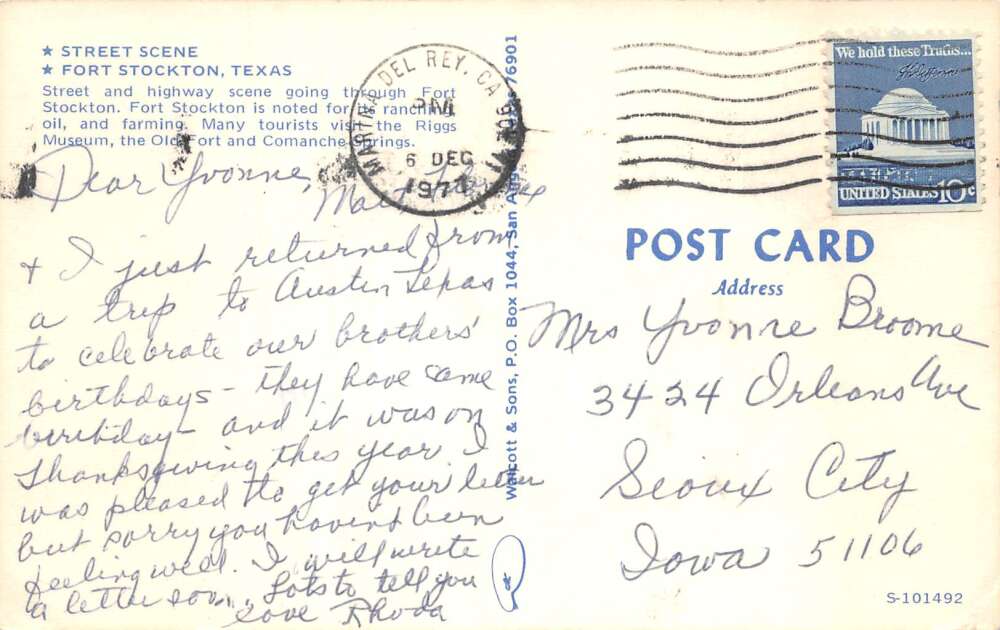 ★ STREET SCENE
★ FORT STOCKTON, TEXAS
Street and highway scene going through Fort
Stockton. Fort Stockton is noted for its ranching,
oil, and farming. Many tourists visit the Riggs
Museum, the Old Fort and Comanche Springs.
Dear Yvonne,
+ I just returned from
a trip to Austin Texas
to celebrate our brothers'
birthdays - they have same
birthday - and it was on
Thanksgiving this year I
was pleased to get your letter
but sorry you havent been
feeling well. I will write
a letter soon. Lots to tell you
Love Rhoda
Walcott & Sons, P.O. Box 1044, San Angelo, Texas 76901
MARINA DEL REY, CA
PM
6 DEC
1977
We hold these Truths...
UNITED STATES 10c
POST CARD
Address
Mrs Yvonne Broome
3424 Orleans Ave
Sioux City
Iowa 51106
S-101492